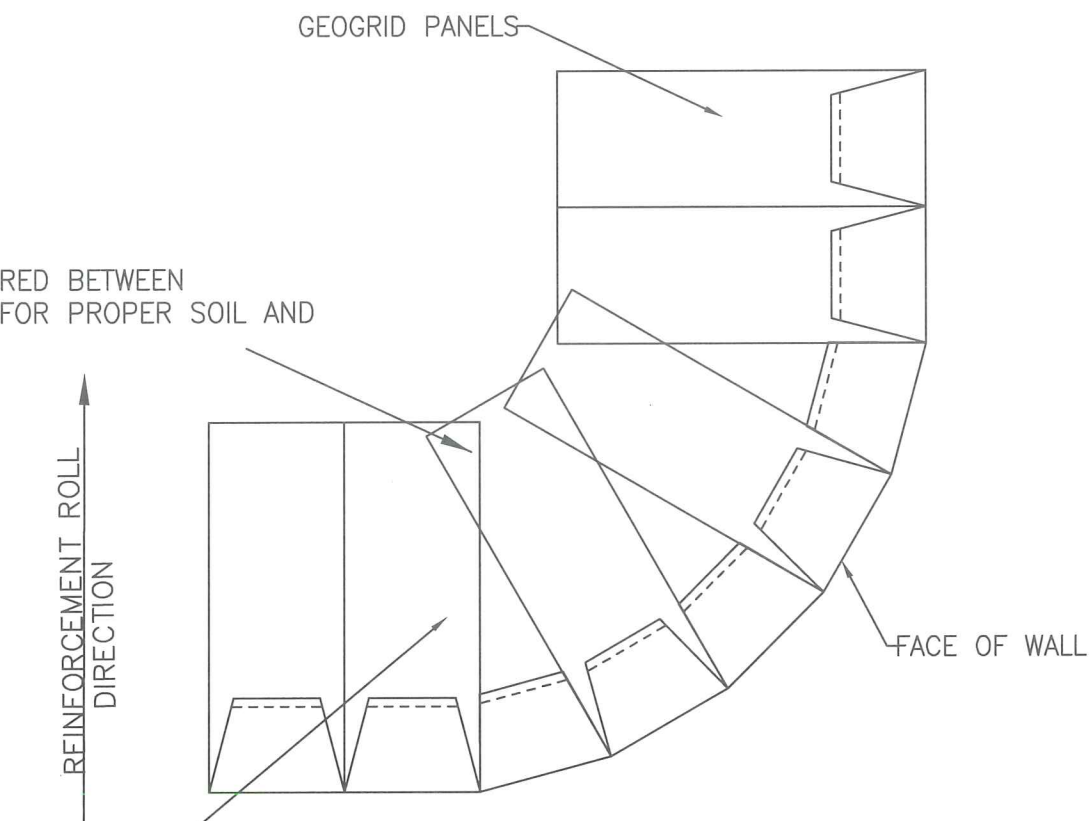 GEOGRID PANELS
RED BETWEEN
FOR PROPER SOIL AND
REINFORCEMENT ROLL
DIRECTION
FACE OF WALL